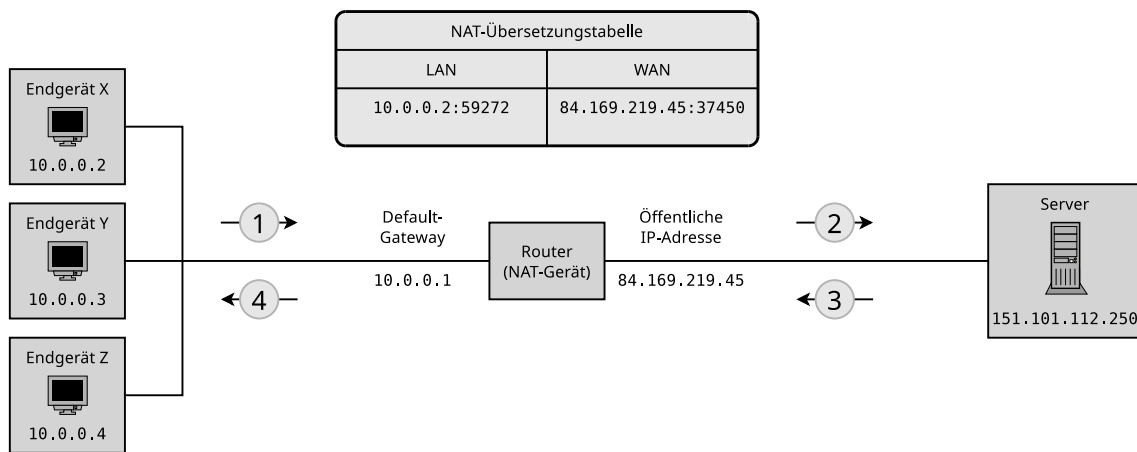 NAT-Übersetzungstabelle
LAN
WAN
10.0.0.2:59272
84.169.219.45:37450
Endgerät X
10.0.0.2
Endgerät Y
10.0.0.3
Endgerät Z
10.0.0.4
1
4
Default-
Gateway
10.0.0.1
Router
(NAT-Gerät)
Öffentliche
IP-Adresse
84.169.219.45
2
3
Server
151.101.112.250